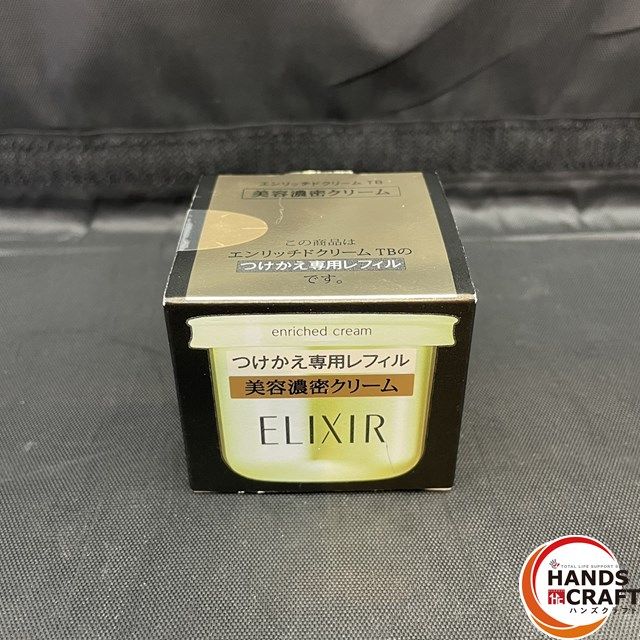 エンリッチドクリーム TB
美容濃密クリーム
この商品は
エンリッチドクリーム TBの
つけかえ専用レフィル
です。
enriched cream
つけかえ専用レフィル
美容濃密クリーム
ELIXIR
TOTAL LIFE SUPPORT
HANDS
CRAFT
ハンズクラフト